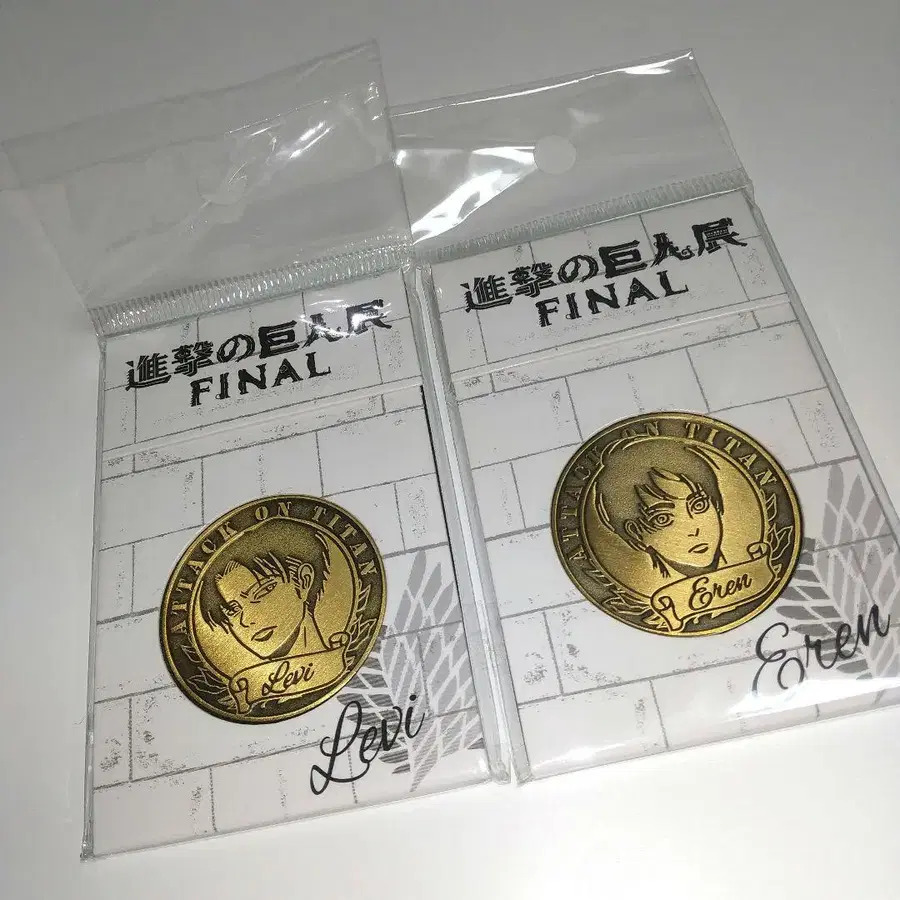 進撃の巨人展
FINAL
ATTACK ON TITAN
Levi
Levi
進撃の巨人展
FINAL
ATTACK ON TITAN
Eren
Eren